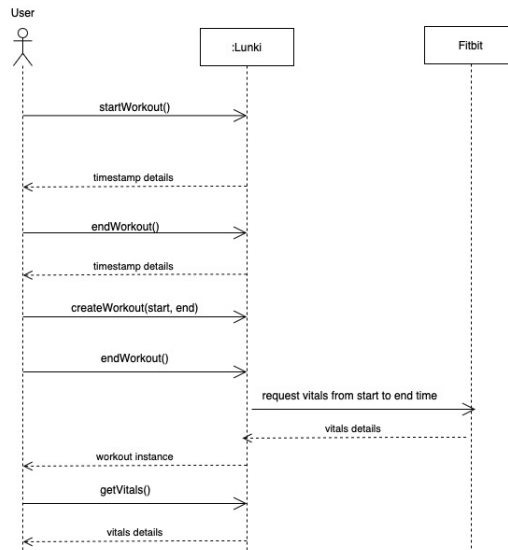 User
:Lunki
Fitbit
startWorkout()
timestamp details
endWorkout()
timestamp details
createWorkout(start, end)
endWorkout()
request vitals from start to end time
vitals details
workout instance
getVitals()
vitals details